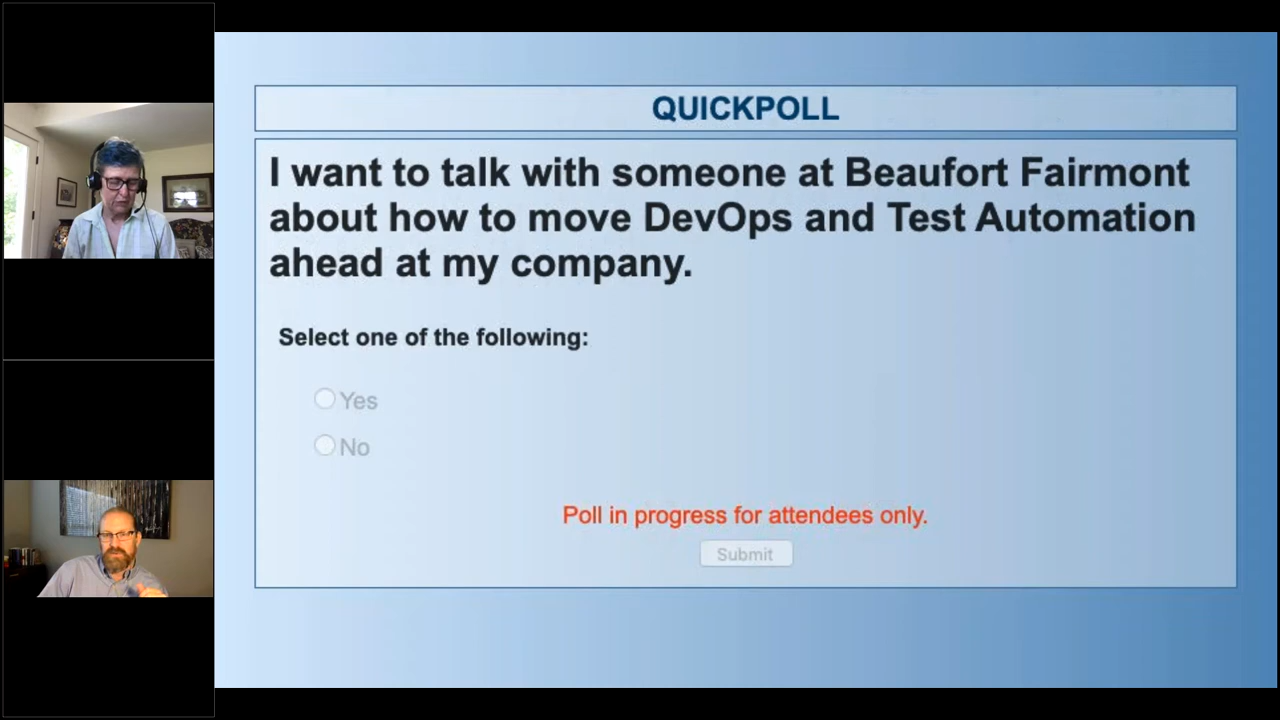 QUICKPOLL
I want to talk with someone at Beaufort Fairmont
about how to move DevOps and Test Automation
ahead at my company.
Select one of the following:
Yes
No
Poll in progress for attendees only.
Submit